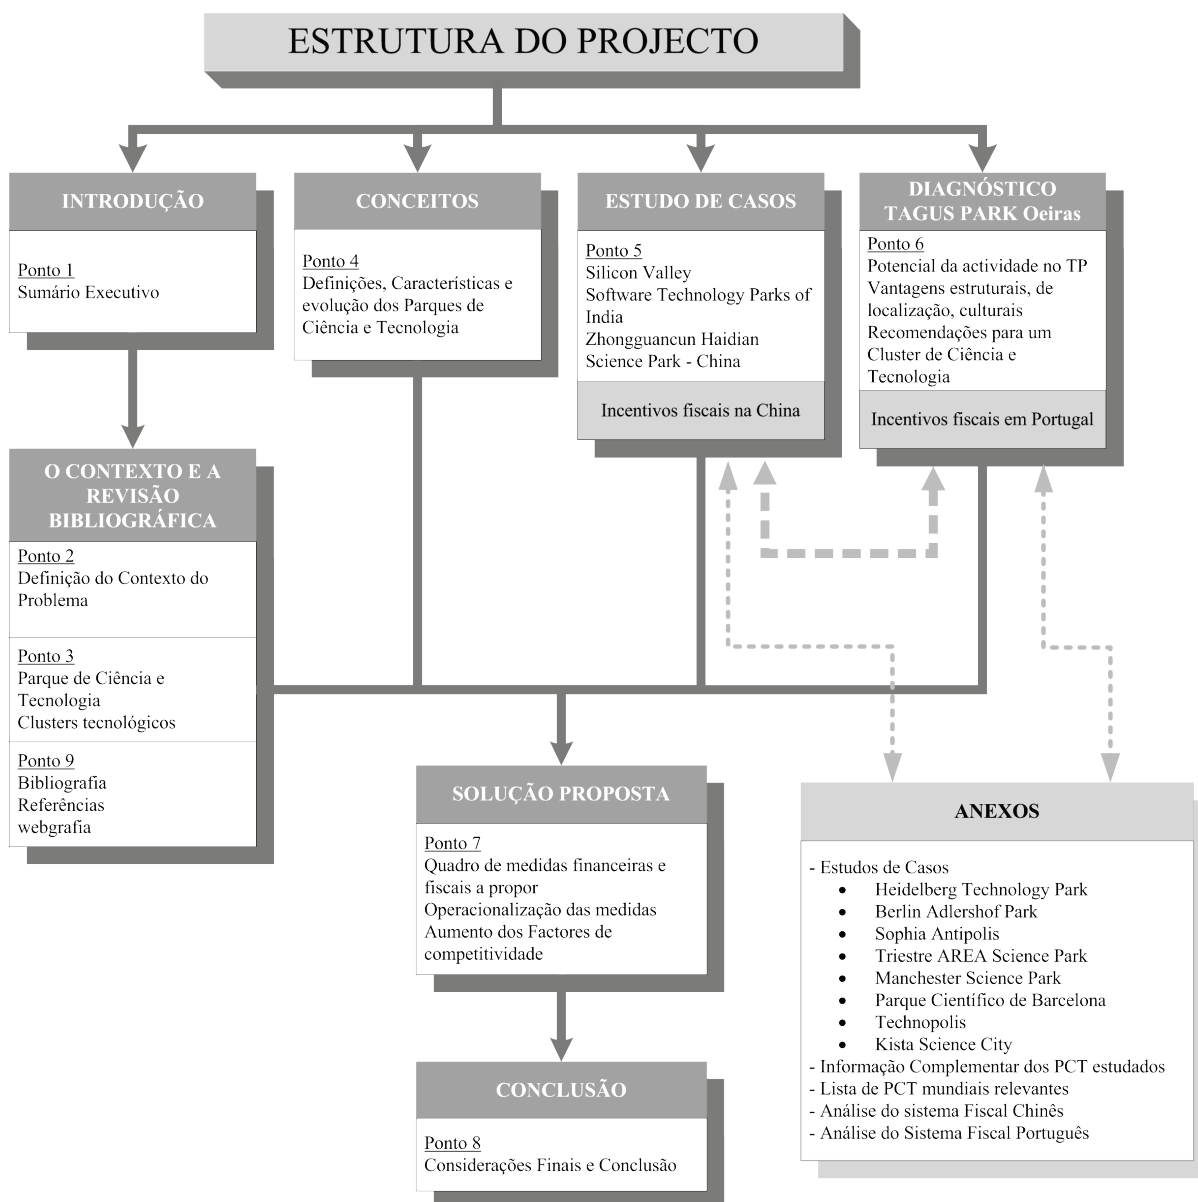 ESTRUTURA DO PROJECTO
INTRODUÇÃO
Ponto 1
Sumário Executivo
CONCEITOS
Ponto 4
Definições, Características e
evolução dos Parques de
Ciência e Tecnologia
ESTUDO DE CASOS
Ponto 5
Silicon Valley
Software Technology Parks of
India
Zhongguancun Haidian
Science Park - China
Incentivos fiscais na China
DIAGNÓSTICO
TAGUS PARK Oeiras
Ponto 6
Potencial da actividade no TP
Vantagens estruturais, de
localização, culturais
Recomendações para um
Cluster de Ciência e
Tecnologia
Incentivos fiscais em Portugal
O CONTEXTO E A
REVISÃO
BIBLIOGRÁFICA
Ponto 2
Definição do Contexto do
Problema
Ponto 3
Parque de Ciência e
Tecnologia
Clusters tecnológicos
Ponto 9
Bibliografia
Referências
webgrafia
SOLUÇÃO PROPOSTA
Ponto 7
Quadro de medidas financeiras e
fiscais a propor
Operacionalização das medidas
Aumento dos Factores de
competitividade
CONCLUSÃO
Ponto 8
Considerações Finais e Conclusão
ANEXOS
- Estudos de Casos
• Heidelberg Technology Park
• Berlin Adlershof Park
• Sophia Antipolis
• Triestre AREA Science Park
• Manchester Science Park
• Parque Científico de Barcelona
• Technopolis
• Kista Science City
- Informação Complementar dos PCT estudados
- Lista de PCT mundiais relevantes
- Análise do sistema Fiscal Chinês
- Análise do Sistema Fiscal Português